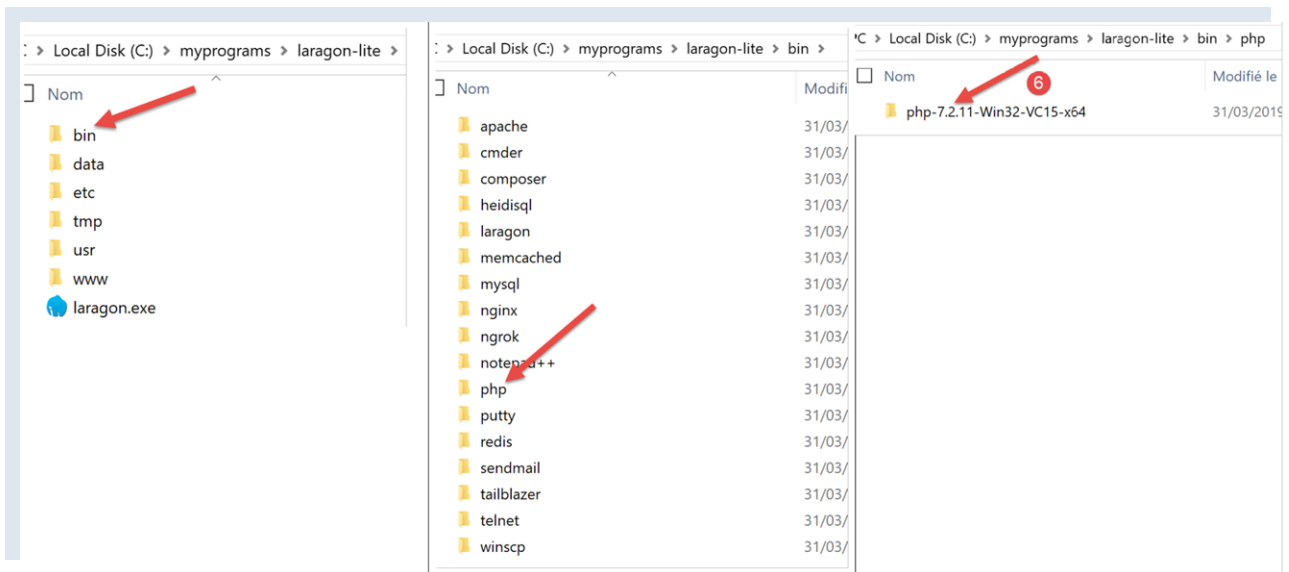 : > Local Disk (C:) > myprograms > laragon-lite >
Nom
bin
data
etc
tmp
usr
www
laragon.exe
: > Local Disk (C:) > myprograms > laragon-lite > bin >
Nom Modifi
apache 31/03/
cmder 31/03/
composer 31/03/
heidisql 31/03/
laragon 31/03/
memcached 31/03/
mysql 31/03/
nginx 31/03/
ngrok 31/03/
notepad++ 31/03/
php 31/03/
putty 31/03/
redis 31/03/
sendmail 31/03/
tailblazer 31/03/
telnet 31/03/
winscp 31/03/
PC > Local Disk (C:) > myprograms > laragon-lite > bin > php
Nom Modifié le
6
php-7.2.11-Win32-VC15-x64 31/03/2019